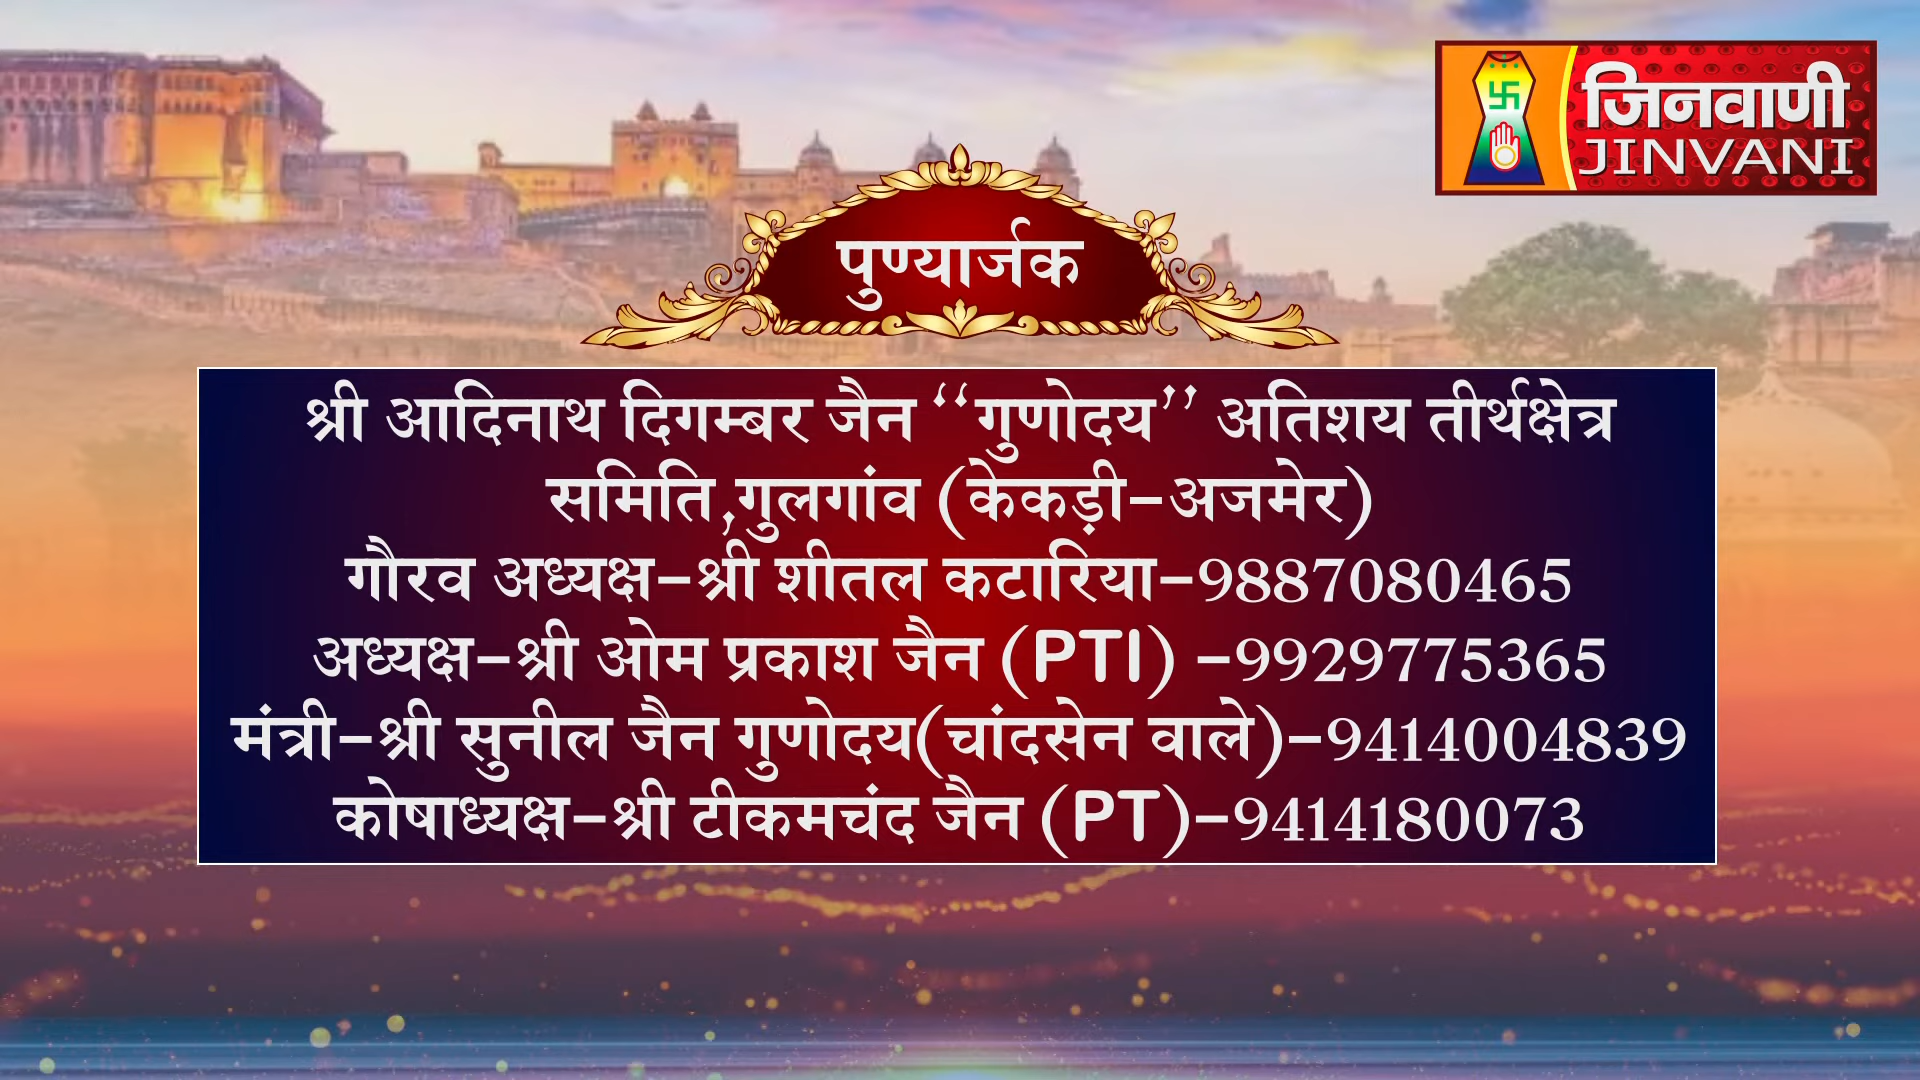 जिनवाणी
JINVANI
पुण्यार्जक
श्री आदिनाथ दिगम्बर जैन ‘‘गुणोदय’’ अतिशय तीर्थक्षेत्र
समिति,गुलगांव (केकड़ी-अजमेर)
गौरव अध्यक्ष-श्री शीतल कटारिया-9887080465
अध्यक्ष-श्री ओम प्रकाश जैन (PTI) -9929775365
मंत्री-श्री सुनील जैन गुणोदय(चांदसेन वाले)-9414004839
कोषाध्यक्ष-श्री टीकमचंद जैन (PT)-9414180073